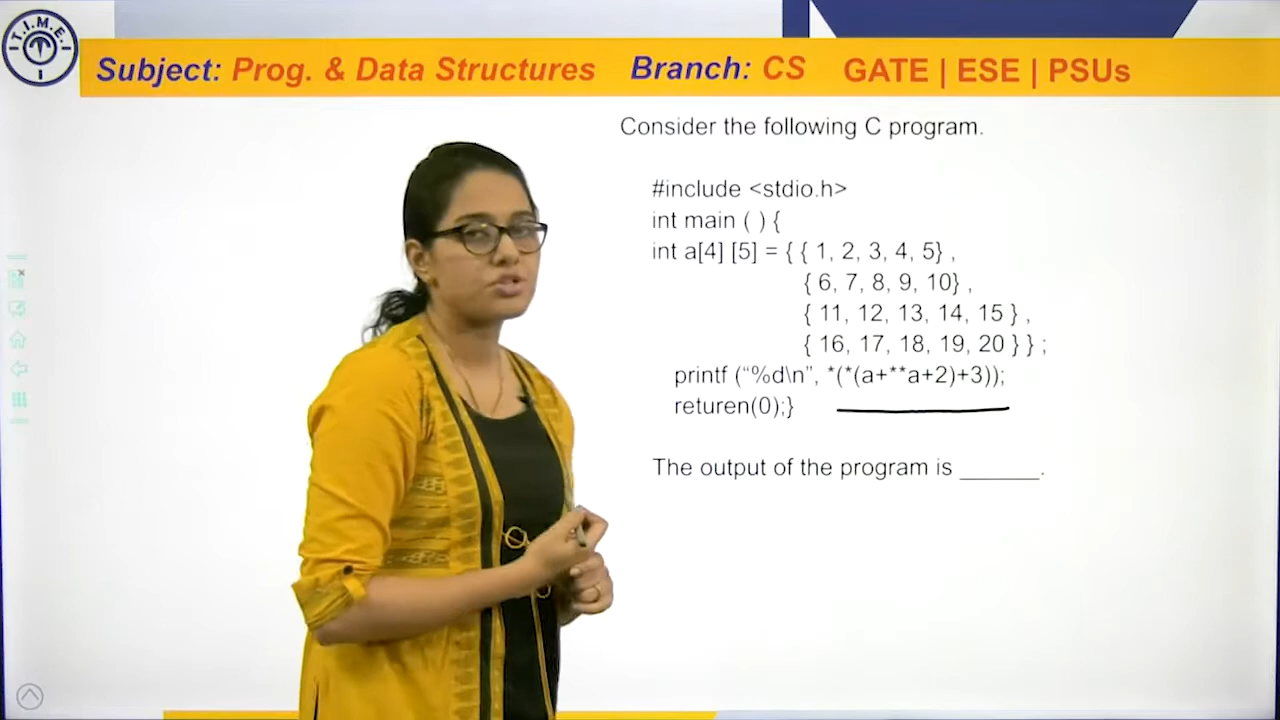 I.T.I.M.E.I
I
Subject: Prog. & Data Structures Branch: CS GATE | ESE | PSUs
Consider the following C program.
#include <stdio.h>
int main ( ) {
int a[4] [5] = { { 1, 2, 3, 4, 5} ,
{ 6, 7, 8, 9, 10} ,
{ 11, 12, 13, 14, 15 } ,
{ 16, 17, 18, 19, 20 } } ;
printf (“%d\n”, *(*(a+**a+2)+3));
returen(0);}
The output of the program is ______.